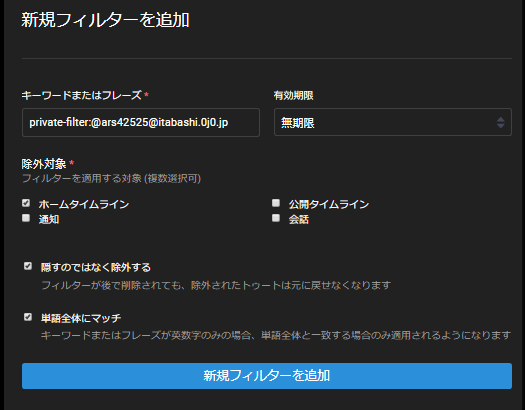 新規フィルターを追加
キーワードまたはフレーズ *
有効期限
private-filter:@ars42525@itabashi.0j0.jp
無期限
除外対象 *
フィルターを適用する対象 (複数選択可)
ホームタイムライン
公開タイムライン
通知
会話
隠すのではなく除外する
フィルターが後で削除されても、除外されたトゥートは元に戻せなくなります
単語全体にマッチ
キーワードまたはフレーズが英数字のみの場合、単語全体と一致する場合のみ適用されるようになります
新規フィルターを追加